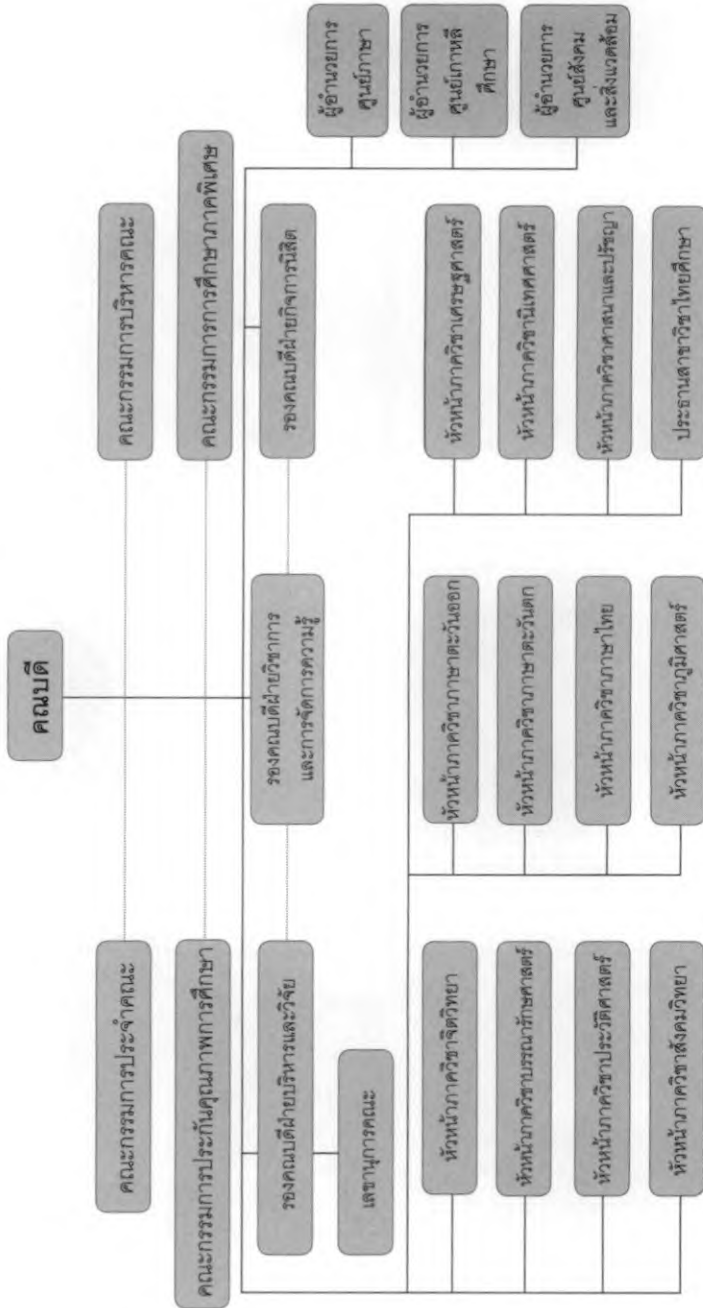 คณบดี
คณะกรรมการประจำคณะ
คณะกรรมการบริหารคณะ
คณะกรรมการประกันคุณภาพการศึกษา
คณะกรรมการการศึกษาภาคพิเศษ
รองคณบดีฝ่ายบริหารและวิจัย
รองคณบดีฝ่ายวิชาการ
และการจัดการความรู้
รองคณบดีฝ่ายกิจการนิสิต
เลขานุการคณะ
ผู้อำนวยการ
ศูนย์ภาษา
ผู้อำนวยการ
ศูนย์เกาหลี
ศึกษา
ผู้อำนวยการ
ศูนย์สังคม
และสิ่งแวดล้อม
หัวหน้าภาควิชาจิตวิทยา
หัวหน้าภาควิชาบรรณารักษศาสตร์
หัวหน้าภาควิชาประวัติศาสตร์
หัวหน้าภาควิชาสังคมวิทยา
หัวหน้าภาควิชาภาษาตะวันออก
หัวหน้าภาควิชาภาษาตะวันตก
หัวหน้าภาควิชาภาษาไทย
หัวหน้าภาควิชาภูมิศาสตร์
หัวหน้าภาควิชาเศรษฐศาสตร์
หัวหน้าภาควิชานิเทศศาสตร์
หัวหน้าภาควิชาศาสนาและปรัชญา
ประธานสาขาวิชาไทยศึกษา